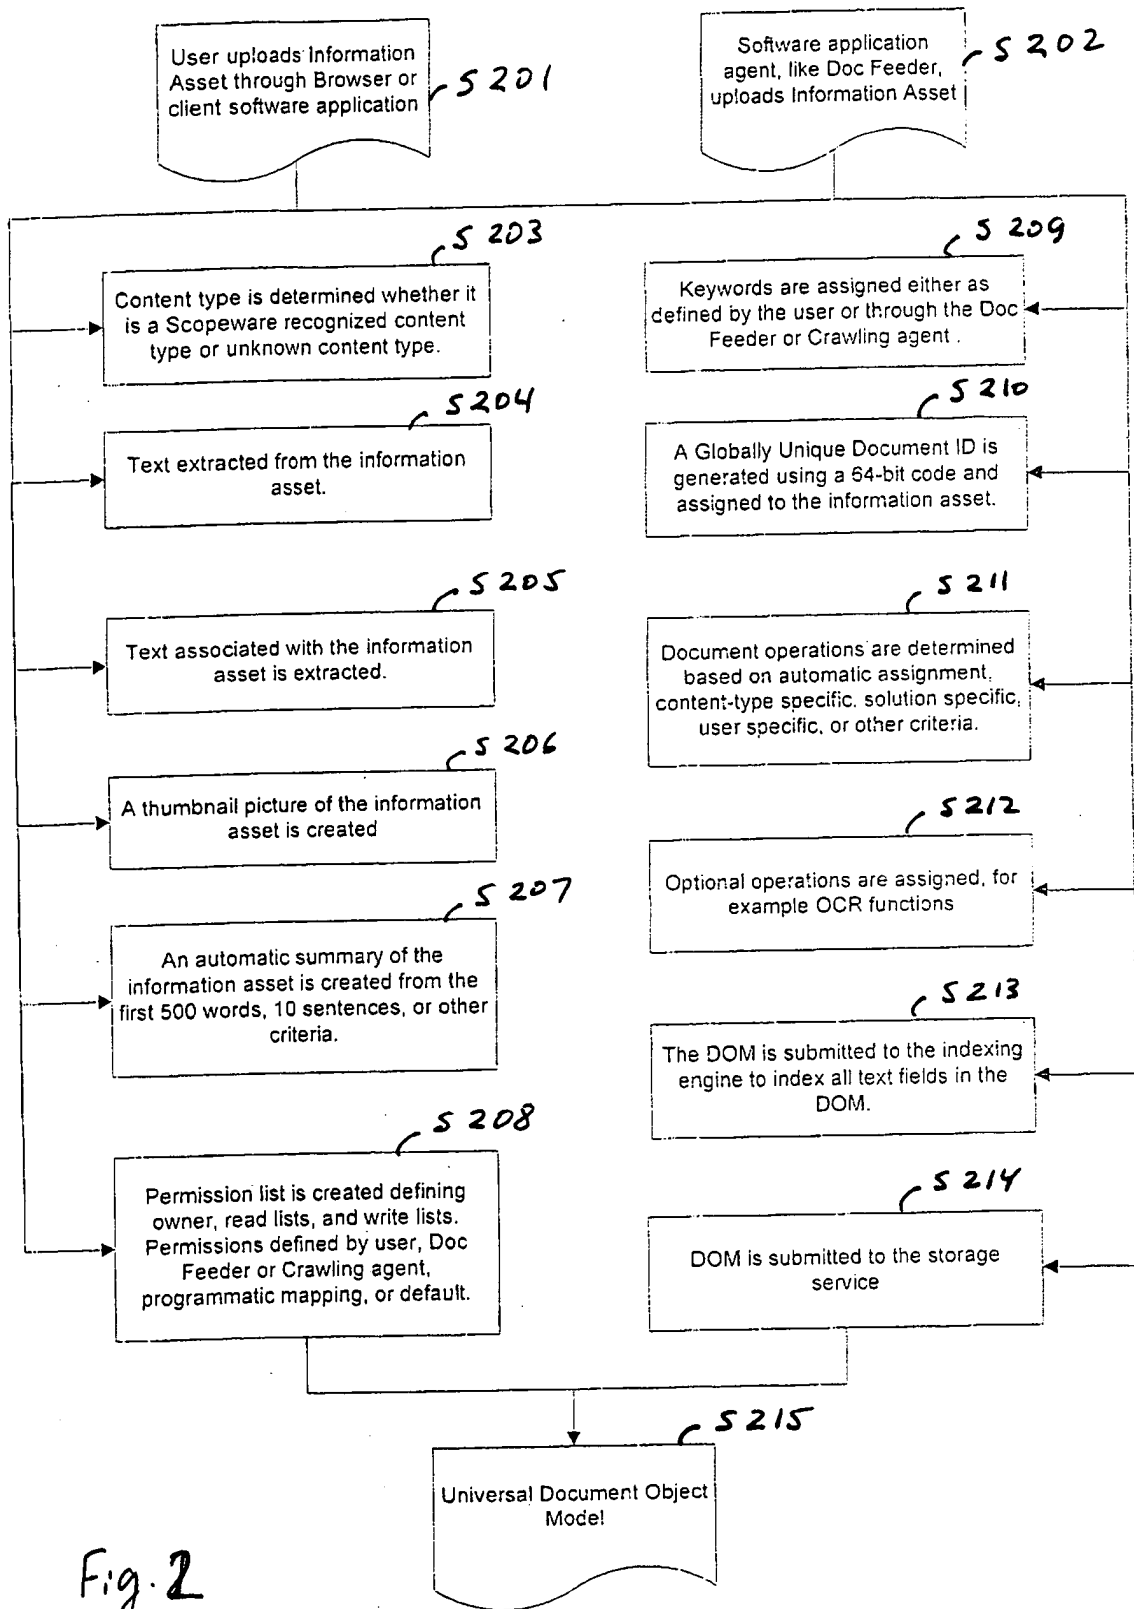 User uploads Information
Asset through Browser or
client software application
S201
Software application
agent, like Doc Feeder,
uploads Information Asset
S202
S203
Content type is determined whether it
is a Scopeware recognized content
type or unknown content type.
S204
Text extracted from the information
asset.
S205
Text associated with the information
asset is extracted.
S206
A thumbnail picture of the information
asset is created
S207
An automatic summary of the
information asset is created from the
first 500 words, 10 sentences, or other
criteria.
S208
Permission list is created defining
owner, read lists, and write lists.
Permissions defined by user, Doc
Feeder or Crawling agent,
programmatic mapping, or default.
S209
Keywords are assigned either as
defined by the user or through the Doc
Feeder or Crawling agent .
S210
A Globally Unique Document ID is
generated using a 64-bit code and
assigned to the information asset.
S211
Document operations are determined
based on automatic assignment,
content-type specific, solution specific,
user specific, or other criteria.
S212
Optional operations are assigned, for
example OCR functions
S213
The DOM is submitted to the indexing
engine to index all text fields in the
DOM.
S214
DOM is submitted to the storage
service
S215
Universal Document Object
Model
Fig. 2